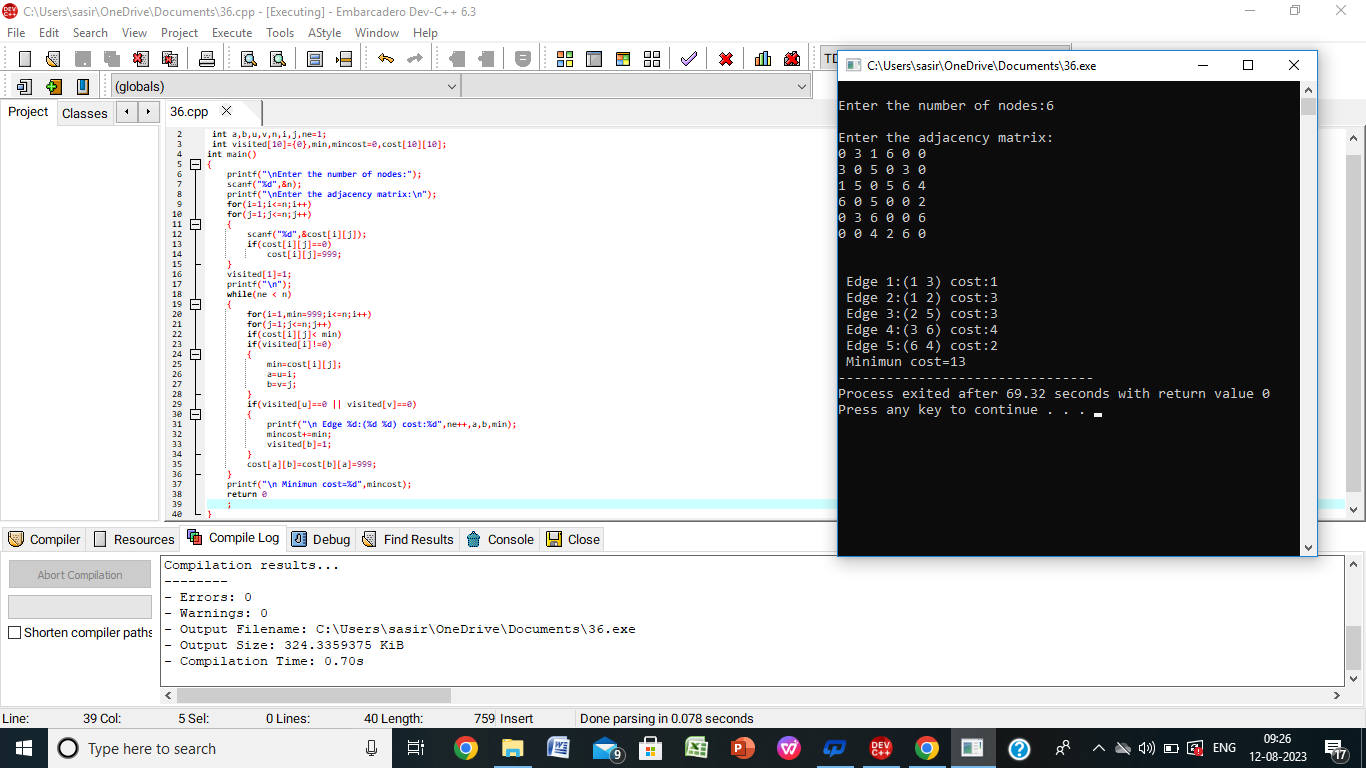 C:\Users\sasir\OneDrive\Documents\36.cpp - [Executing] - Embarcadero Dev-C++ 6.3
File Edit Search View Project Execute Tools AStyle Window Help
(globals)
Project Classes
36.cpp
2 int a,b,u,v,n,i,j,ne=1;
3 int visited[10]={0},min,mincost=0,cost[10][10];
4 int main()
5 {
6 printf("\nEnter the number of nodes:");
7 scanf("%d",&n);
8 printf("\nEnter the adjacency matrix:\n");
9 for(i=1;i<=n;i++)
10 for(j=1;j<=n;j++)
11 {
12 scanf("%d",&cost[i][j]);
13 if(cost[i][j]==0)
14 cost[i][j]=999;
15 }
16 visited[1]=1;
17 printf("\n");
18 while(ne < n)
19 {
20 for(i=1,min=999;i<=n;i++)
21 for(j=1;j<=n;j++)
22 if(cost[i][j]< min)
23 if(visited[i]!=0)
24 {
25 min=cost[i][j];
26 a=u=i;
27 b=v=j;
28 }
29 if(visited[u]==0 || visited[v]==0)
30 {
31 printf("\n Edge %d:(%d %d) cost:%d",ne++,a,b,min);
32 mincost+=min;
33 visited[b]=1;
34 }
35 cost[a][b]=cost[b][a]=999;
36 }
37 printf("\n Minimun cost=%d",mincost);
38 return 0
39 ;
40 }
C:\Users\sasir\OneDrive\Documents\36.exe
Enter the number of nodes:6
Enter the adjacency matrix:
0 3 1 6 0 0
3 0 5 0 3 0
1 5 0 5 6 4
6 0 5 0 0 2
0 3 6 0 0 6
0 0 4 2 6 0
Edge 1:(1 3) cost:1
Edge 2:(1 2) cost:3
Edge 3:(2 5) cost:3
Edge 4:(3 6) cost:4
Edge 5:(6 4) cost:2
Minimun cost=13
--------------------------------
Process exited after 69.32 seconds with return value 0
Press any key to continue . . .
Compiler Resources Compile Log Debug Find Results Console Close
Abort Compilation
Shorten compiler paths
Compilation results...
--------
- Errors: 0
- Warnings: 0
- Output Filename: C:\Users\sasir\OneDrive\Documents\36.exe
- Output Size: 324.3359375 KiB
- Compilation Time: 0.70s
Line: 39 Col: 5 Sel: 0 Lines: 40 Length: 759 Insert Done parsing in 0.078 seconds
Type here to search
9
ENG
09:26
12-08-2023
17